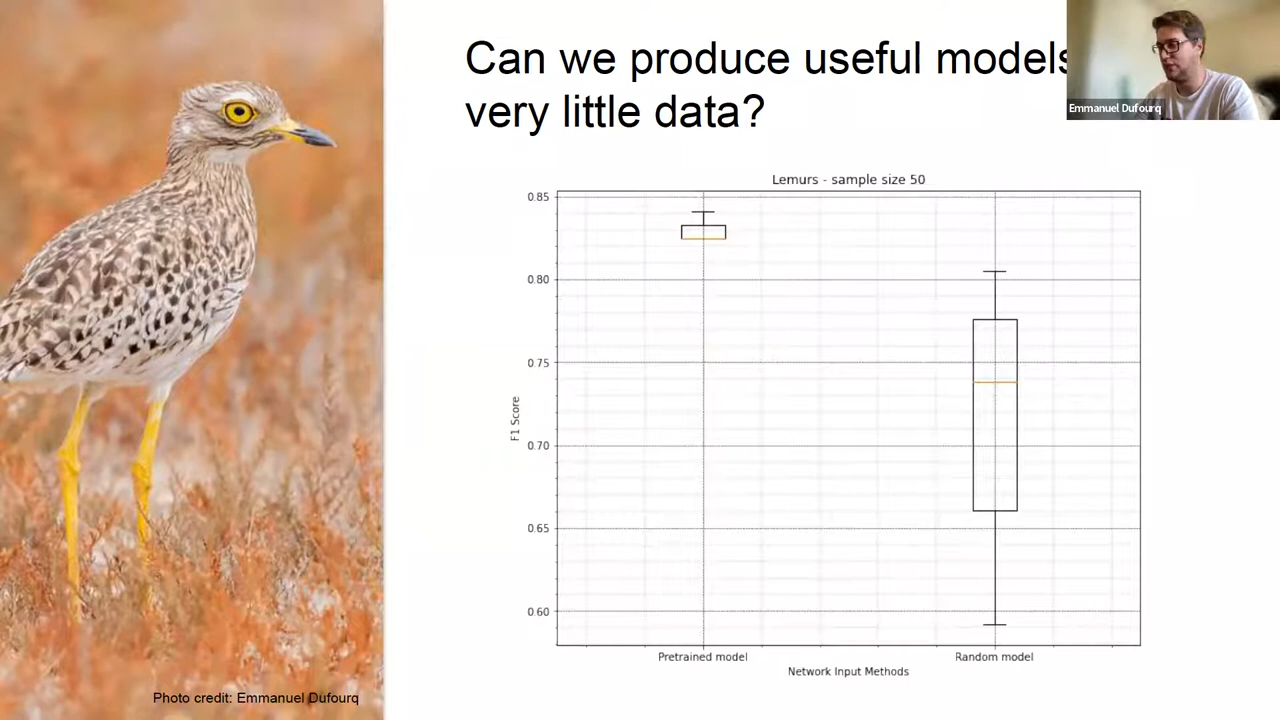 Can we produce useful models
very little data?
Emmanuel Dufourq
Lemurs - sample size 50
0.85
0.80
0.75
0.70
0.65
0.60
F1 Score
Pretrained model
Random model
Network Input Methods
Photo credit: Emmanuel Dufourq